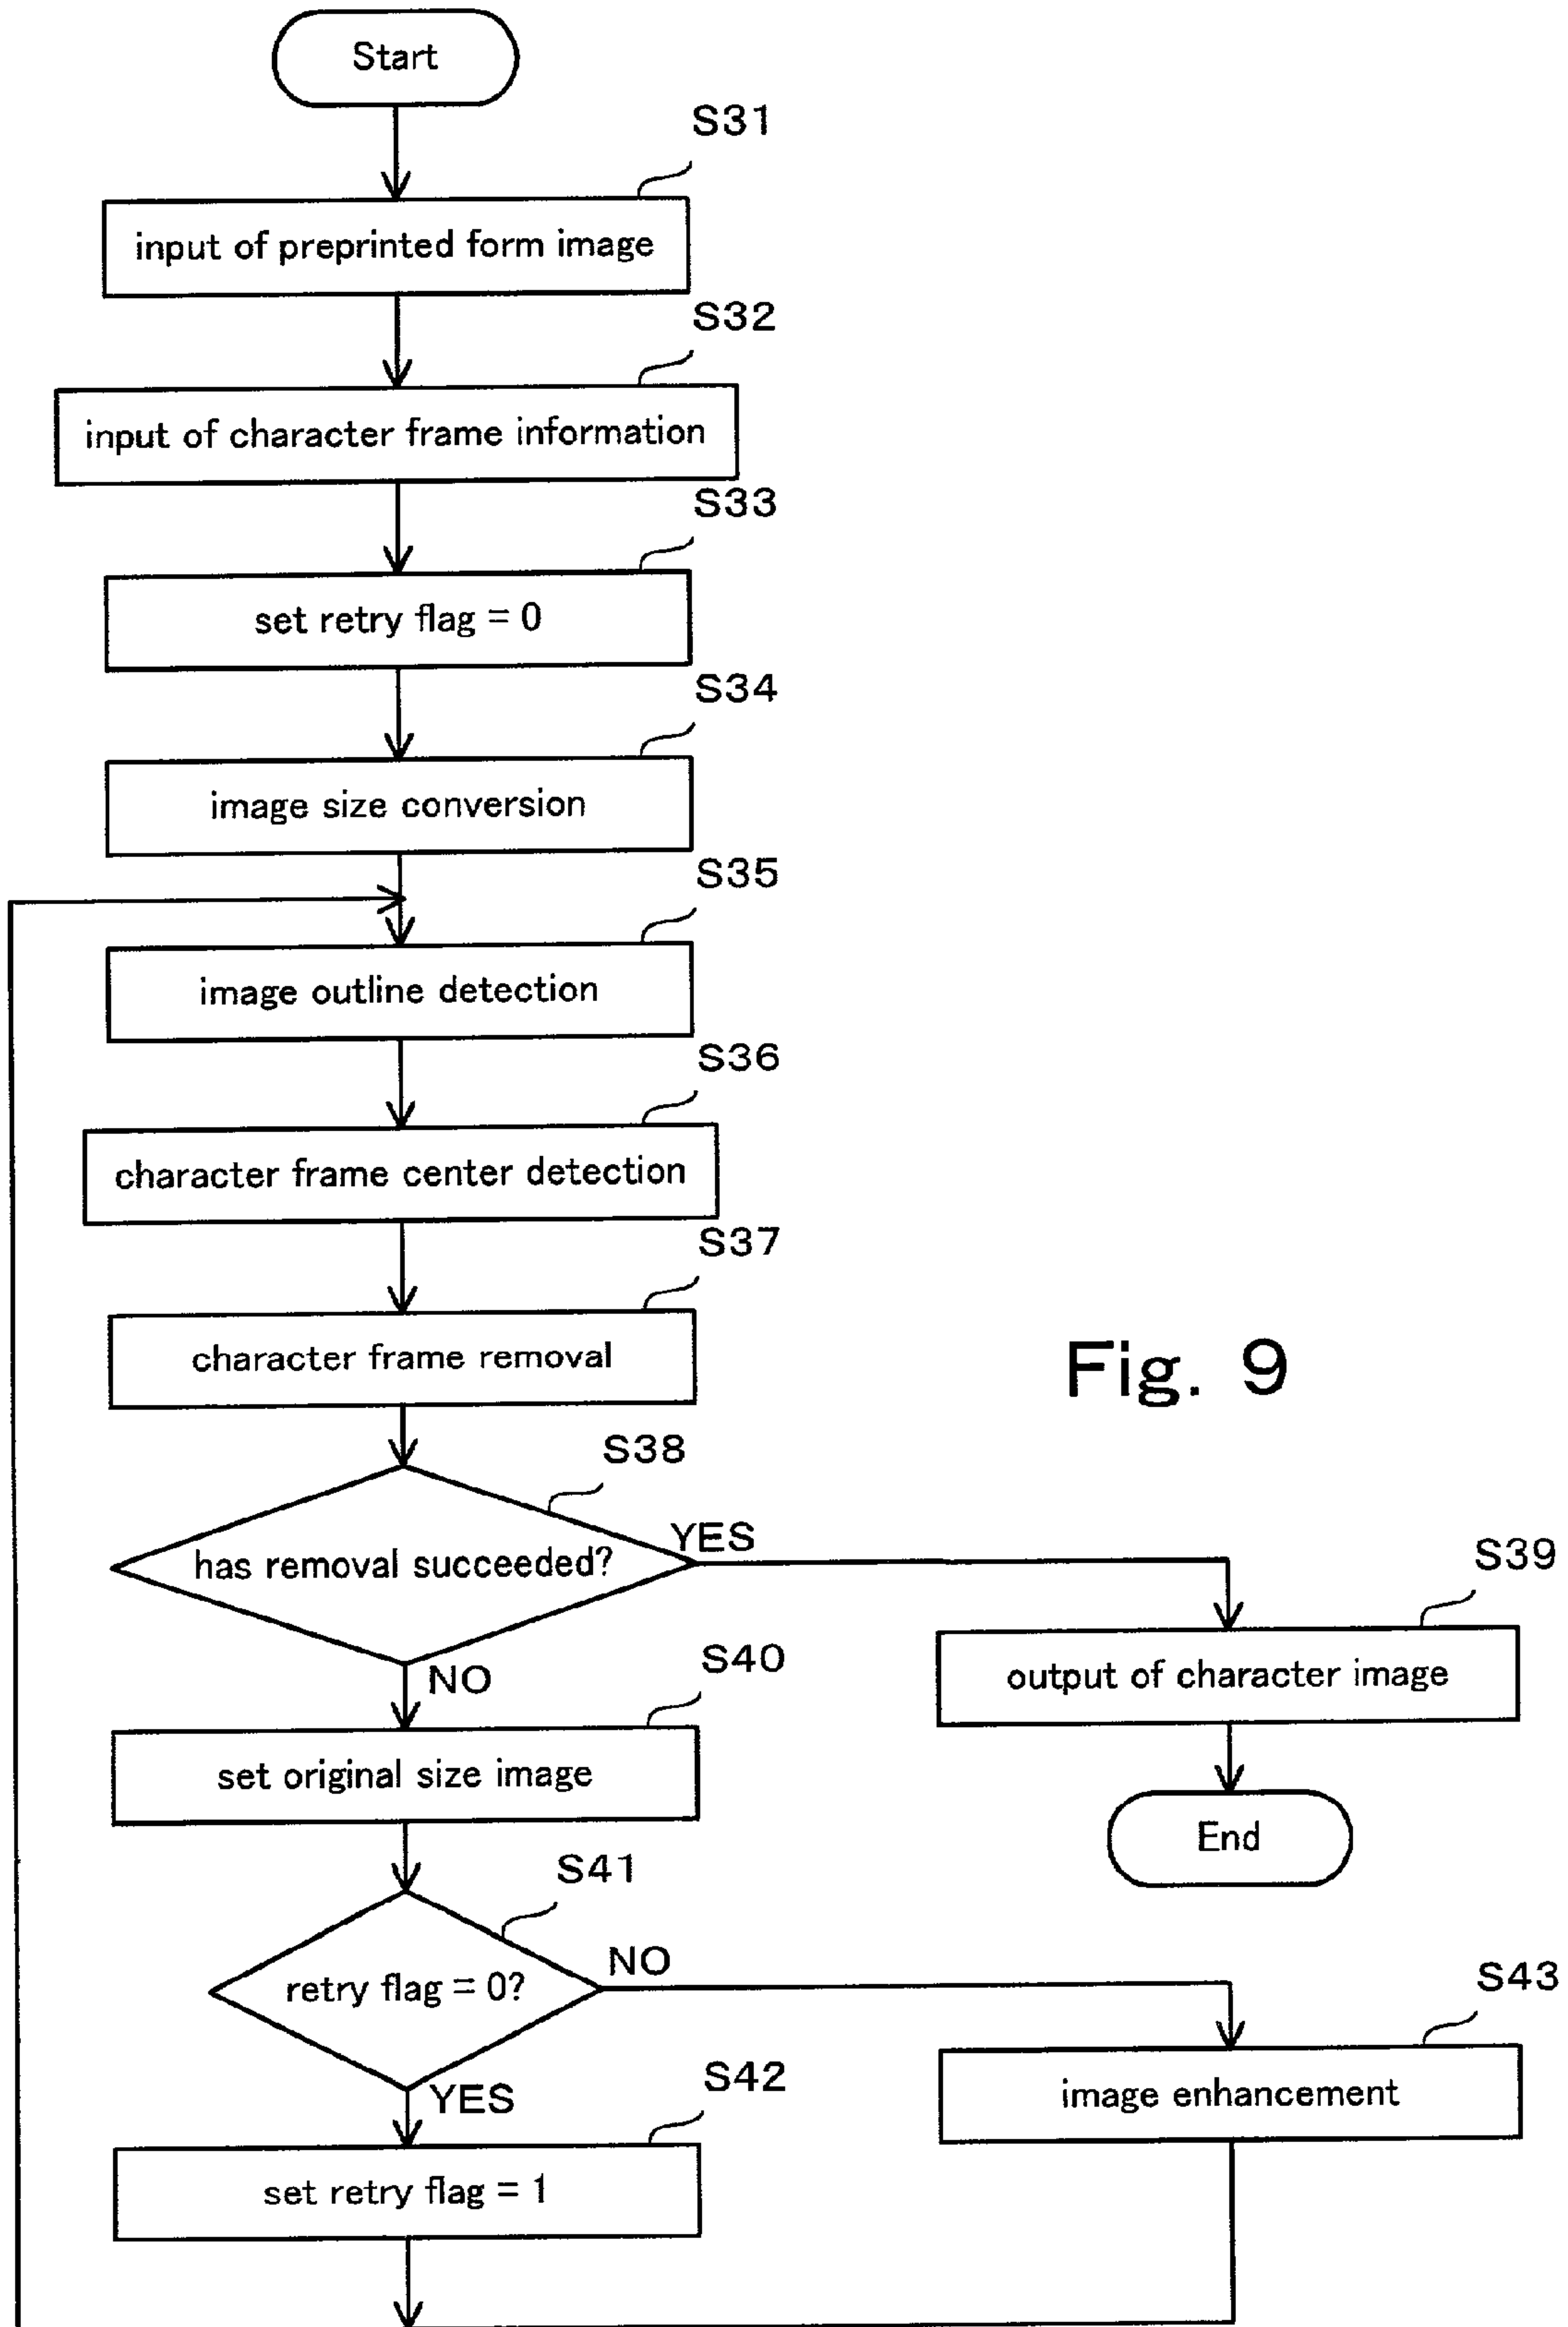 Start
S31
input of preprinted form image
S32
input of character frame information
S33
set retry flag = 0
S34
image size conversion
S35
image outline detection
S36
character frame center detection
S37
character frame removal
Fig. 9
S38
has removal succeeded?
YES
S39
output of character image
End
NO
S40
set original size image
S41
retry flag = 0?
NO
S43
image enhancement
YES
S42
set retry flag = 1